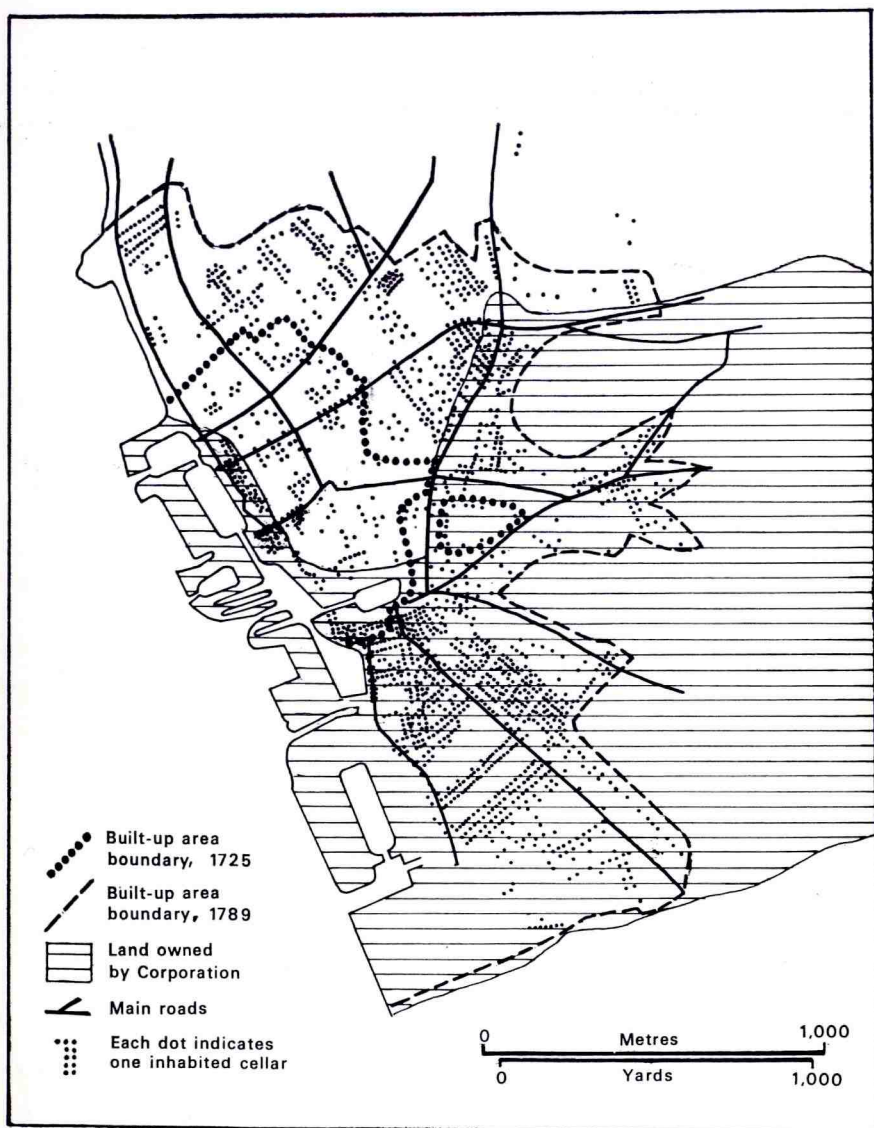 Built-up area
boundary, 1725
Built-up area
boundary, 1789
Land owned
by Corporation
Main roads
Each dot indicates
one inhabited cellar
0 Metres 1,000
0 Yards 1,000